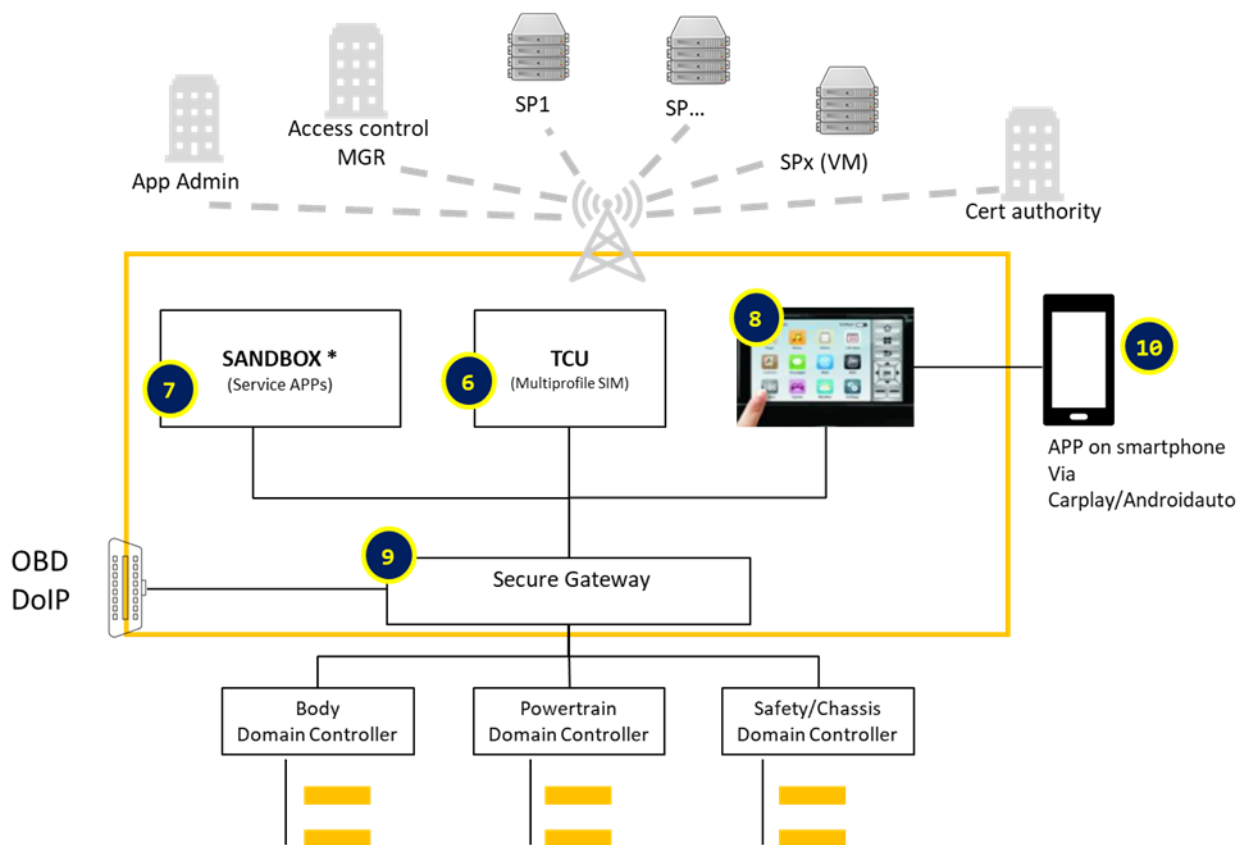 SP1
SP...
SPx (VM)
Access control
MGR
App Admin
Cert authority
7
SANDBOX *
(Service APPs)
6
TCU
(Multiprofile SIM)
8
10
APP on smartphone
Via
Carplay/Androidauto
OBD
DoIP
9
Secure Gateway
Body
Domain Controller
Powertrain
Domain Controller
Safety/Chassis
Domain Controller